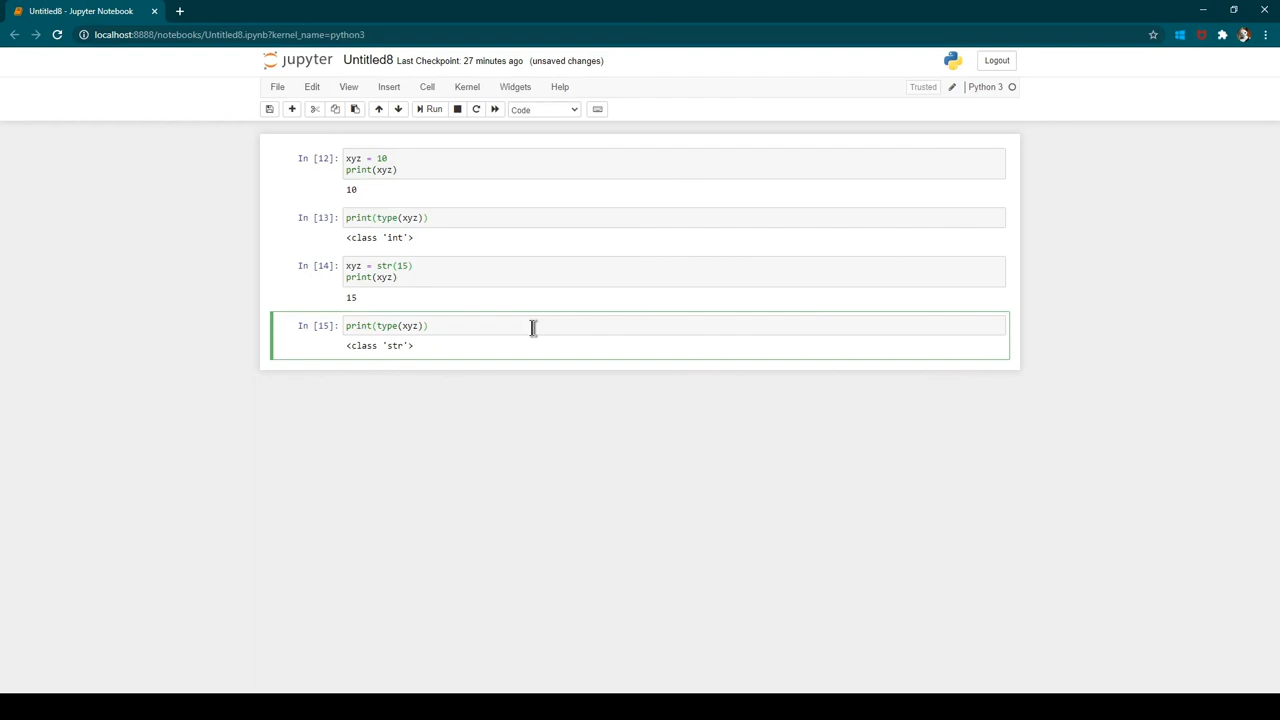 Untitled8 - Jupyter Notebook
localhost:8888/notebooks/Untitled8.ipynb?kernel_name=python3
jupyter Untitled8 Last Checkpoint: 27 minutes ago (unsaved changes) Logout
File Edit View Insert Cell Kernel Widgets Help Trusted Python 3
Run Code
In [12]: xyz = 10
print(xyz)
10
In [13]: print(type(xyz))
<class 'int'>
In [14]: xyz = str(15)
print(xyz)
15
In [15]: print(type(xyz))
<class 'str'>